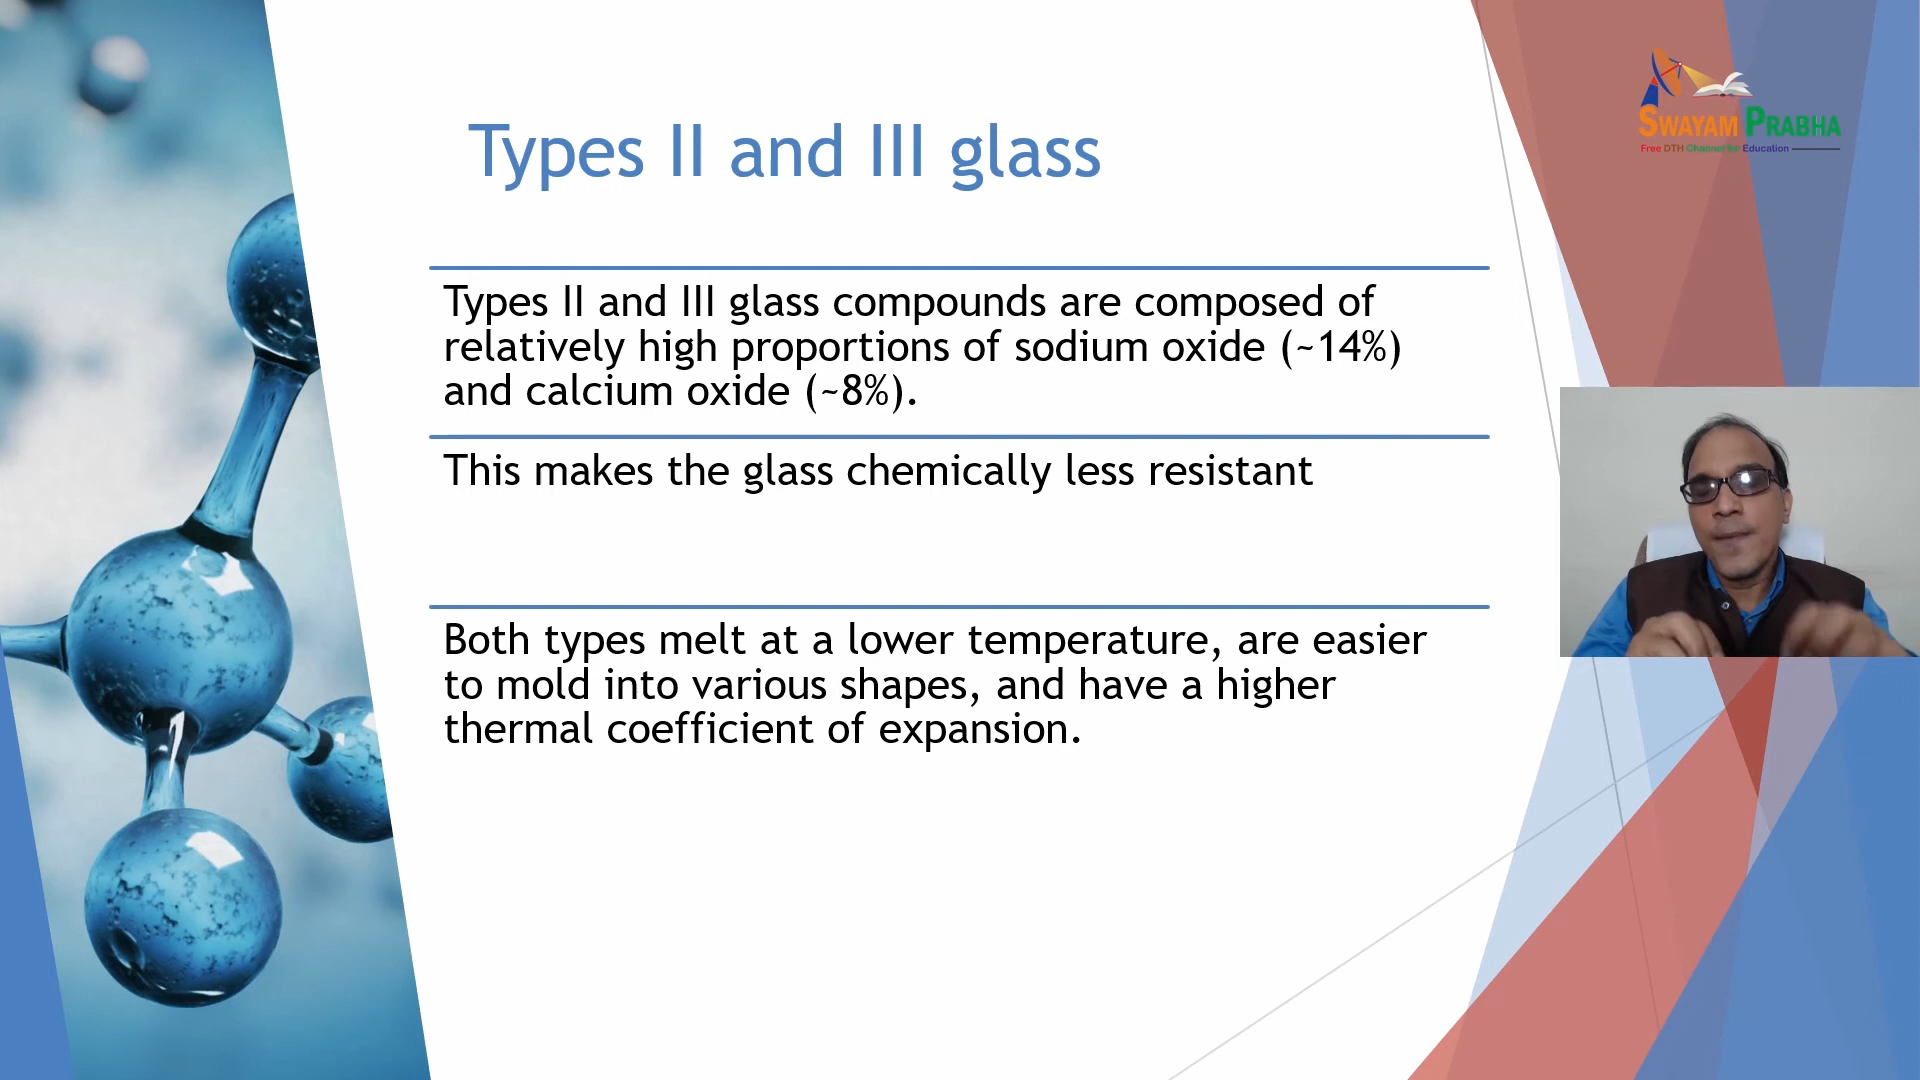 SWAYAM PRABHA
Free DTH Channel for Education
Types II and III glass
Types II and III glass compounds are composed of
relatively high proportions of sodium oxide (~14%)
and calcium oxide (~8%).
This makes the glass chemically less resistant
Both types melt at a lower temperature, are easier
to mold into various shapes, and have a higher
thermal coefficient of expansion.